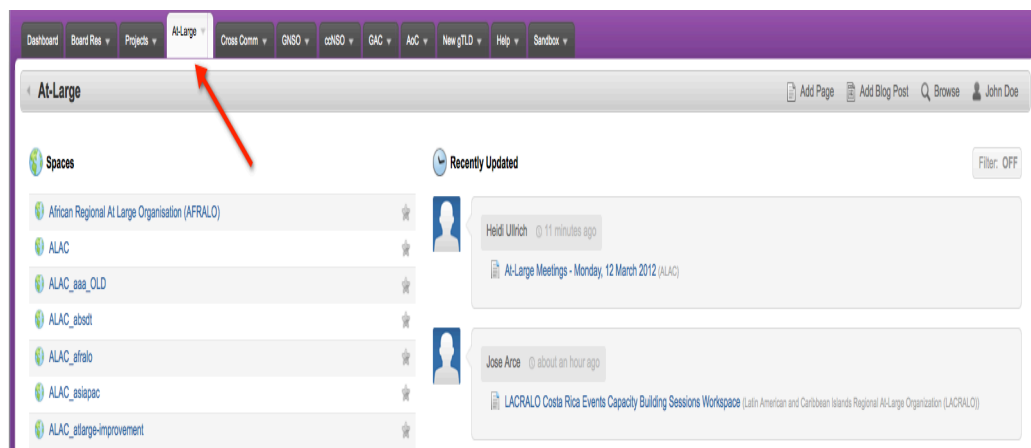 Dashboard Board Res Projects At-Large Cross Comm GNSO ccNSO GAC AoC New gTLD Help Sandbox
At-Large Add Page Add Blog Post Browse John Doe
Spaces
African Regional At Large Organisation (AFRALO)
ALAC
ALAC_aaa_OLD
ALAC_absdt
ALAC_afralo
ALAC_asiapac
ALAC_atlarge-improvement
Recently Updated Filter: OFF
Heidi Ullrich 11 minutes ago
At-Large Meetings - Monday, 12 March 2012 (ALAC)
Jose Arce about an hour ago
LACRALO Costa Rica Events Capacity Building Sessions Workspace (Latin American and Caribbean Islands Regional At-Large Organization (LACRALO))